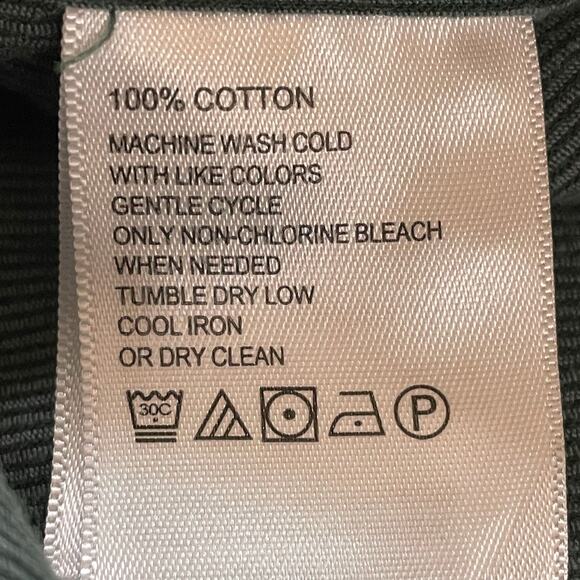 100% COTTON
MACHINE WASH COLD
WITH LIKE COLORS
GENTLE CYCLE
ONLY NON-CHLORINE BLEACH
WHEN NEEDED
TUMBLE DRY LOW
COOL IRON
OR DRY CLEAN
30C P